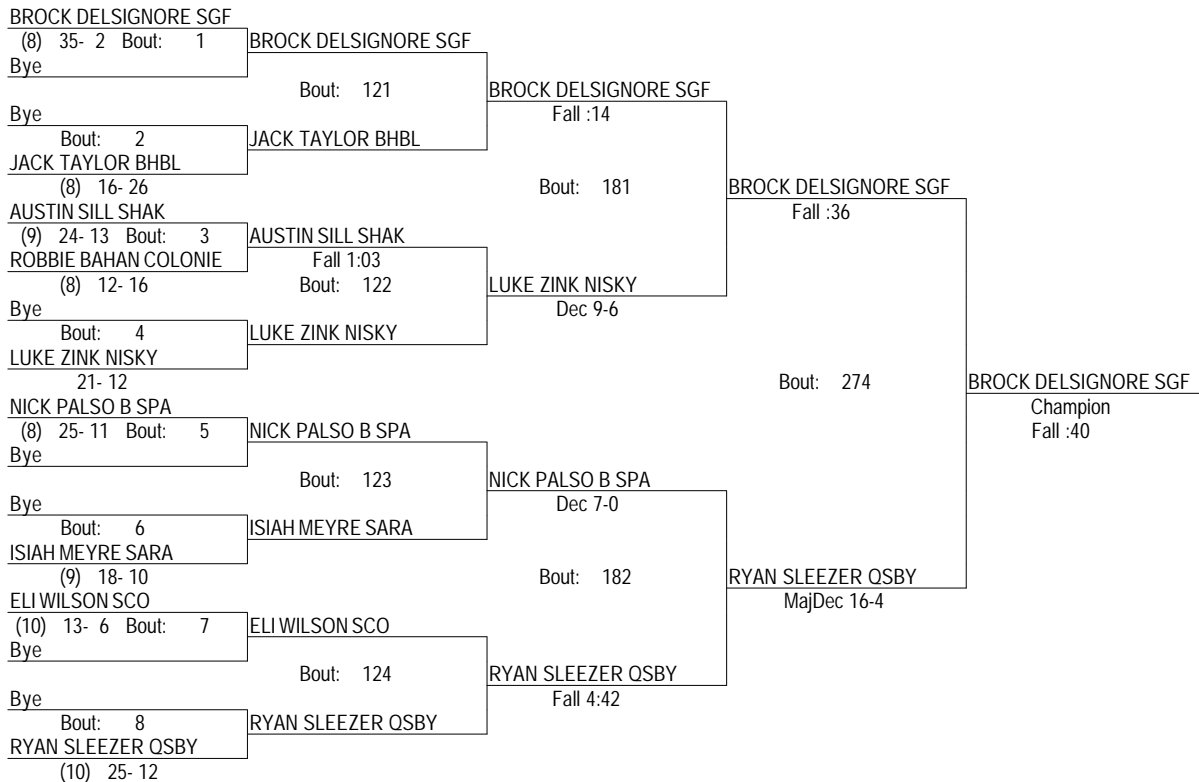 BROCK DELSIGNORE SGF
(8) 35- 2 Bout: 1
BROCK DELSIGNORE SGF
Bye
Bout: 121
BROCK DELSIGNORE SGF
Bye
Fall :14
Bout: 2
JACK TAYLOR BHBL
JACK TAYLOR BHBL
(8) 16- 26
Bout: 181
BROCK DELSIGNORE SGF
AUSTIN SILL SHAK
Fall :36
(9) 24- 13 Bout: 3
AUSTIN SILL SHAK
ROBBIE BAHAN COLONIE
Fall 1:03
(8) 12- 16
Bout: 122
LUKE ZINK NISKY
Bye
Dec 9-6
Bout: 4
LUKE ZINK NISKY
LUKE ZINK NISKY
21- 12
Bout: 274
BROCK DELSIGNORE SGF
NICK PALSO B SPA
Champion
(8) 25- 11 Bout: 5
NICK PALSO B SPA
Fall :40
Bye
Bout: 123
NICK PALSO B SPA
Bye
Dec 7-0
Bout: 6
ISIAH MEYRE SARA
ISIAH MEYRE SARA
(9) 18- 10
Bout: 182
RYAN SLEEZER QSBY
ELI WILSON SCO
MajDec 16-4
(10) 13- 6 Bout: 7
ELI WILSON SCO
Bye
Bout: 124
RYAN SLEEZER QSBY
Bye
Fall 4:42
Bout: 8
RYAN SLEEZER QSBY
RYAN SLEEZER QSBY
(10) 25- 12